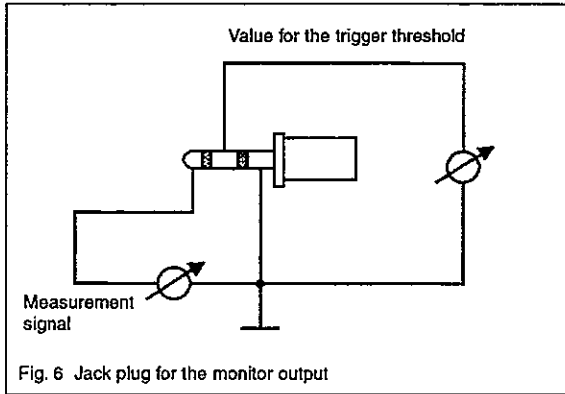 Value for the trigger threshold
Measurement
signal
Fig. 6 Jack plug for the monitor output